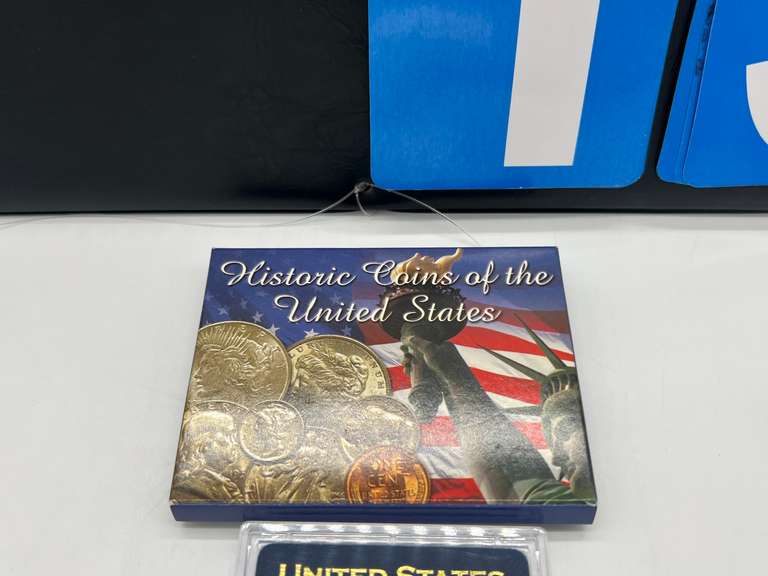 Historic Coins of the
United States
ONE
CENT
UNITED STATES